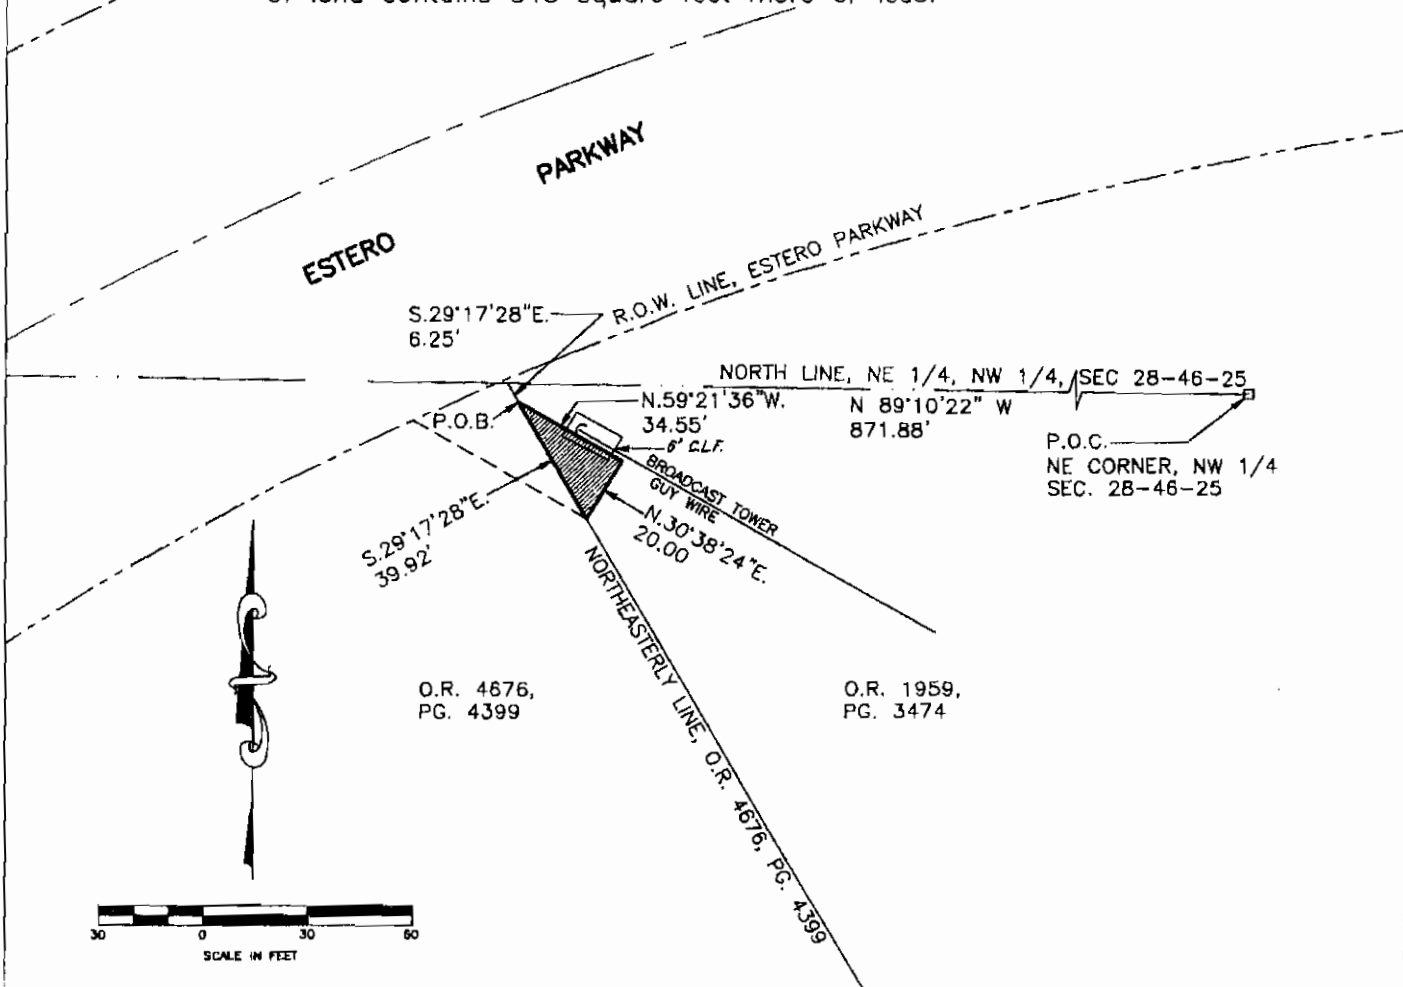 PARKWAY
ESTERO
R.O.W. LINE, ESTERO PARKWAY
S.29°17'28"E.
6.25'
NORTH LINE, NE 1/4, NW 1/4, SEC 28-46-25
N.59°21'36"W.
34.55'
N 89°10'22" W
871.88'
P.O.B.
6' C.L.F.
P.O.C.
NE CORNER, NW 1/4
SEC. 28-46-25
BROADCAST TOWER
GUY WIRE
S.29°17'28"E.
39.92'
N.30°38'24"E.
20.00
NORTHEASTERLY LINE, O.R. 4676, PG. 4399
O.R. 4676,
PG. 4399
O.R. 1959,
PG. 3474
30 0 30 60
SCALE IN FEET